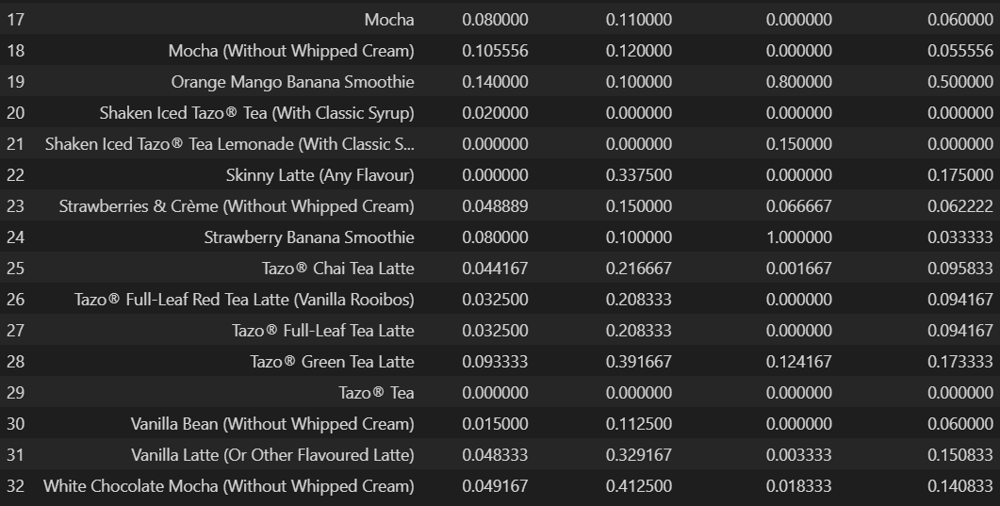 17 Mocha 0.080000 0.110000 0.000000 0.060000
18 Mocha (Without Whipped Cream) 0.105556 0.120000 0.000000 0.055556
19 Orange Mango Banana Smoothie 0.140000 0.100000 0.800000 0.500000
20 Shaken Iced Tazo® Tea (With Classic Syrup) 0.020000 0.000000 0.000000 0.000000
21 Shaken Iced Tazo® Tea Lemonade (With Classic S... 0.000000 0.000000 0.150000 0.000000
22 Skinny Latte (Any Flavour) 0.000000 0.337500 0.000000 0.175000
23 Strawberries & Crème (Without Whipped Cream) 0.048889 0.150000 0.066667 0.062222
24 Strawberry Banana Smoothie 0.080000 0.100000 1.000000 0.033333
25 Tazo® Chai Tea Latte 0.044167 0.216667 0.001667 0.095833
26 Tazo® Full-Leaf Red Tea Latte (Vanilla Rooibos) 0.032500 0.208333 0.000000 0.094167
27 Tazo® Full-Leaf Tea Latte 0.032500 0.208333 0.000000 0.094167
28 Tazo® Green Tea Latte 0.093333 0.391667 0.124167 0.173333
29 Tazo® Tea 0.000000 0.000000 0.000000 0.000000
30 Vanilla Bean (Without Whipped Cream) 0.015000 0.112500 0.000000 0.060000
31 Vanilla Latte (Or Other Flavoured Latte) 0.048333 0.329167 0.003333 0.150833
32 White Chocolate Mocha (Without Whipped Cream) 0.049167 0.412500 0.018333 0.140833